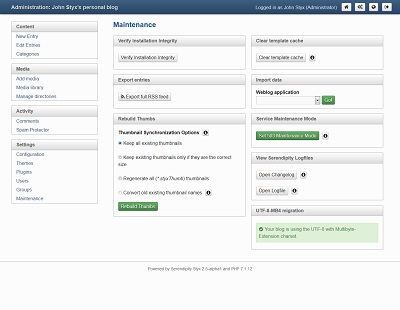 Administration: John Styx's personal blog
Logged in as John Styx (Administrator)
Content
New Entry
Edit Entries
Categories
Media
Add media
Media library
Manage directories
Activity
Comments
Spam Protector
Settings
Configuration
Themes
Plugins
Users
Groups
Maintenance
Maintenance
Verify Installation Integrity
Verify Installation Integrity
Export entries
Export full RSS feed
Rebuild Thumbs
Thumbnail Synchronization Options
Keep all existing thumbnails
Keep existing thumbnails only if they are the correct
size
Regenerate all (*.styxThumb) thumbnails
Convert old existing thumbnail names
Rebuild Thumbs
Clear template cache
Clear template cache
Import data
Weblog application
Go!
Service Maintenance Mode
Set 503 Maintenance Mode
View Serendipity Logfiles
Open Changelog
Open Logfile
UTF-8-MB4 migration
Your blog is using the UTF-8 with Multibyte-
Extension charset
Powered by Serendipity Styx 2.5-alpha1 and PHP 7.1.12